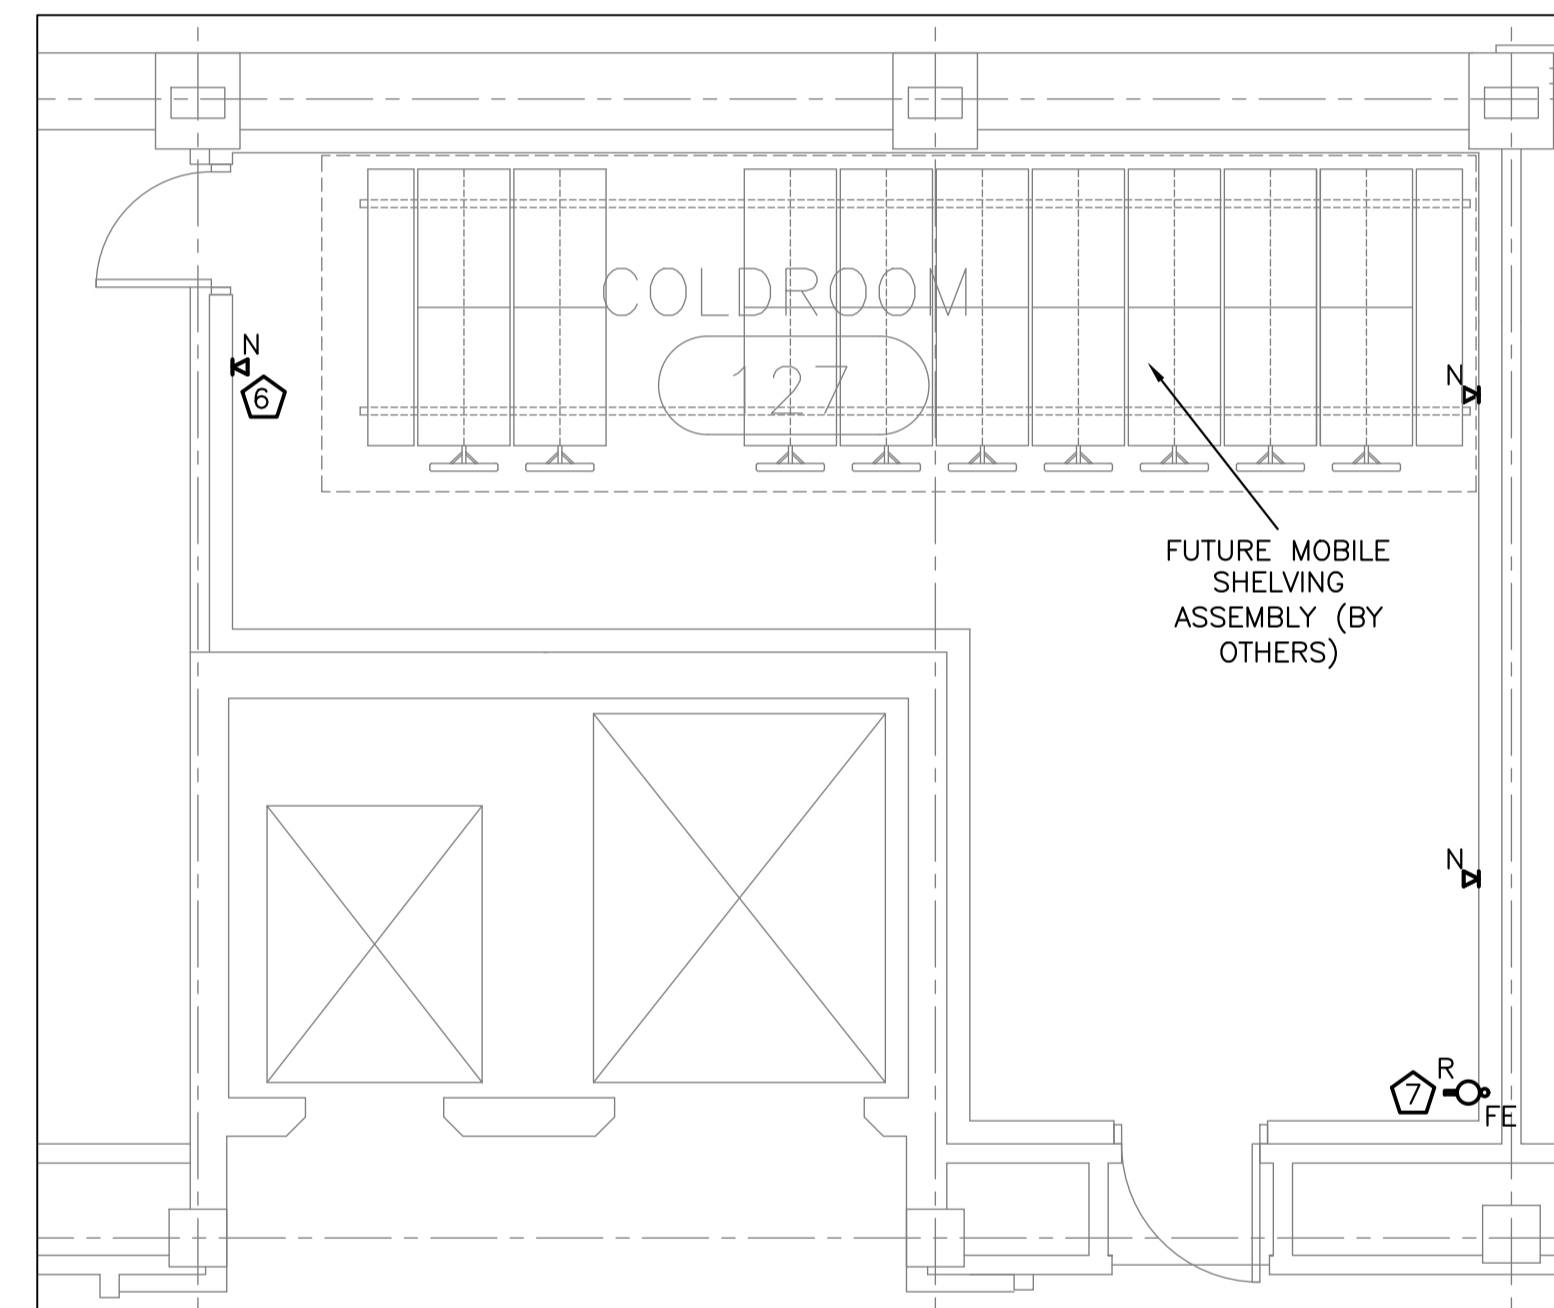 COLDROOM
127
N
6
N
FUTURE MOBILE
SHELVING
ASSEMBLY (BY
OTHERS)
N
R
7
FE